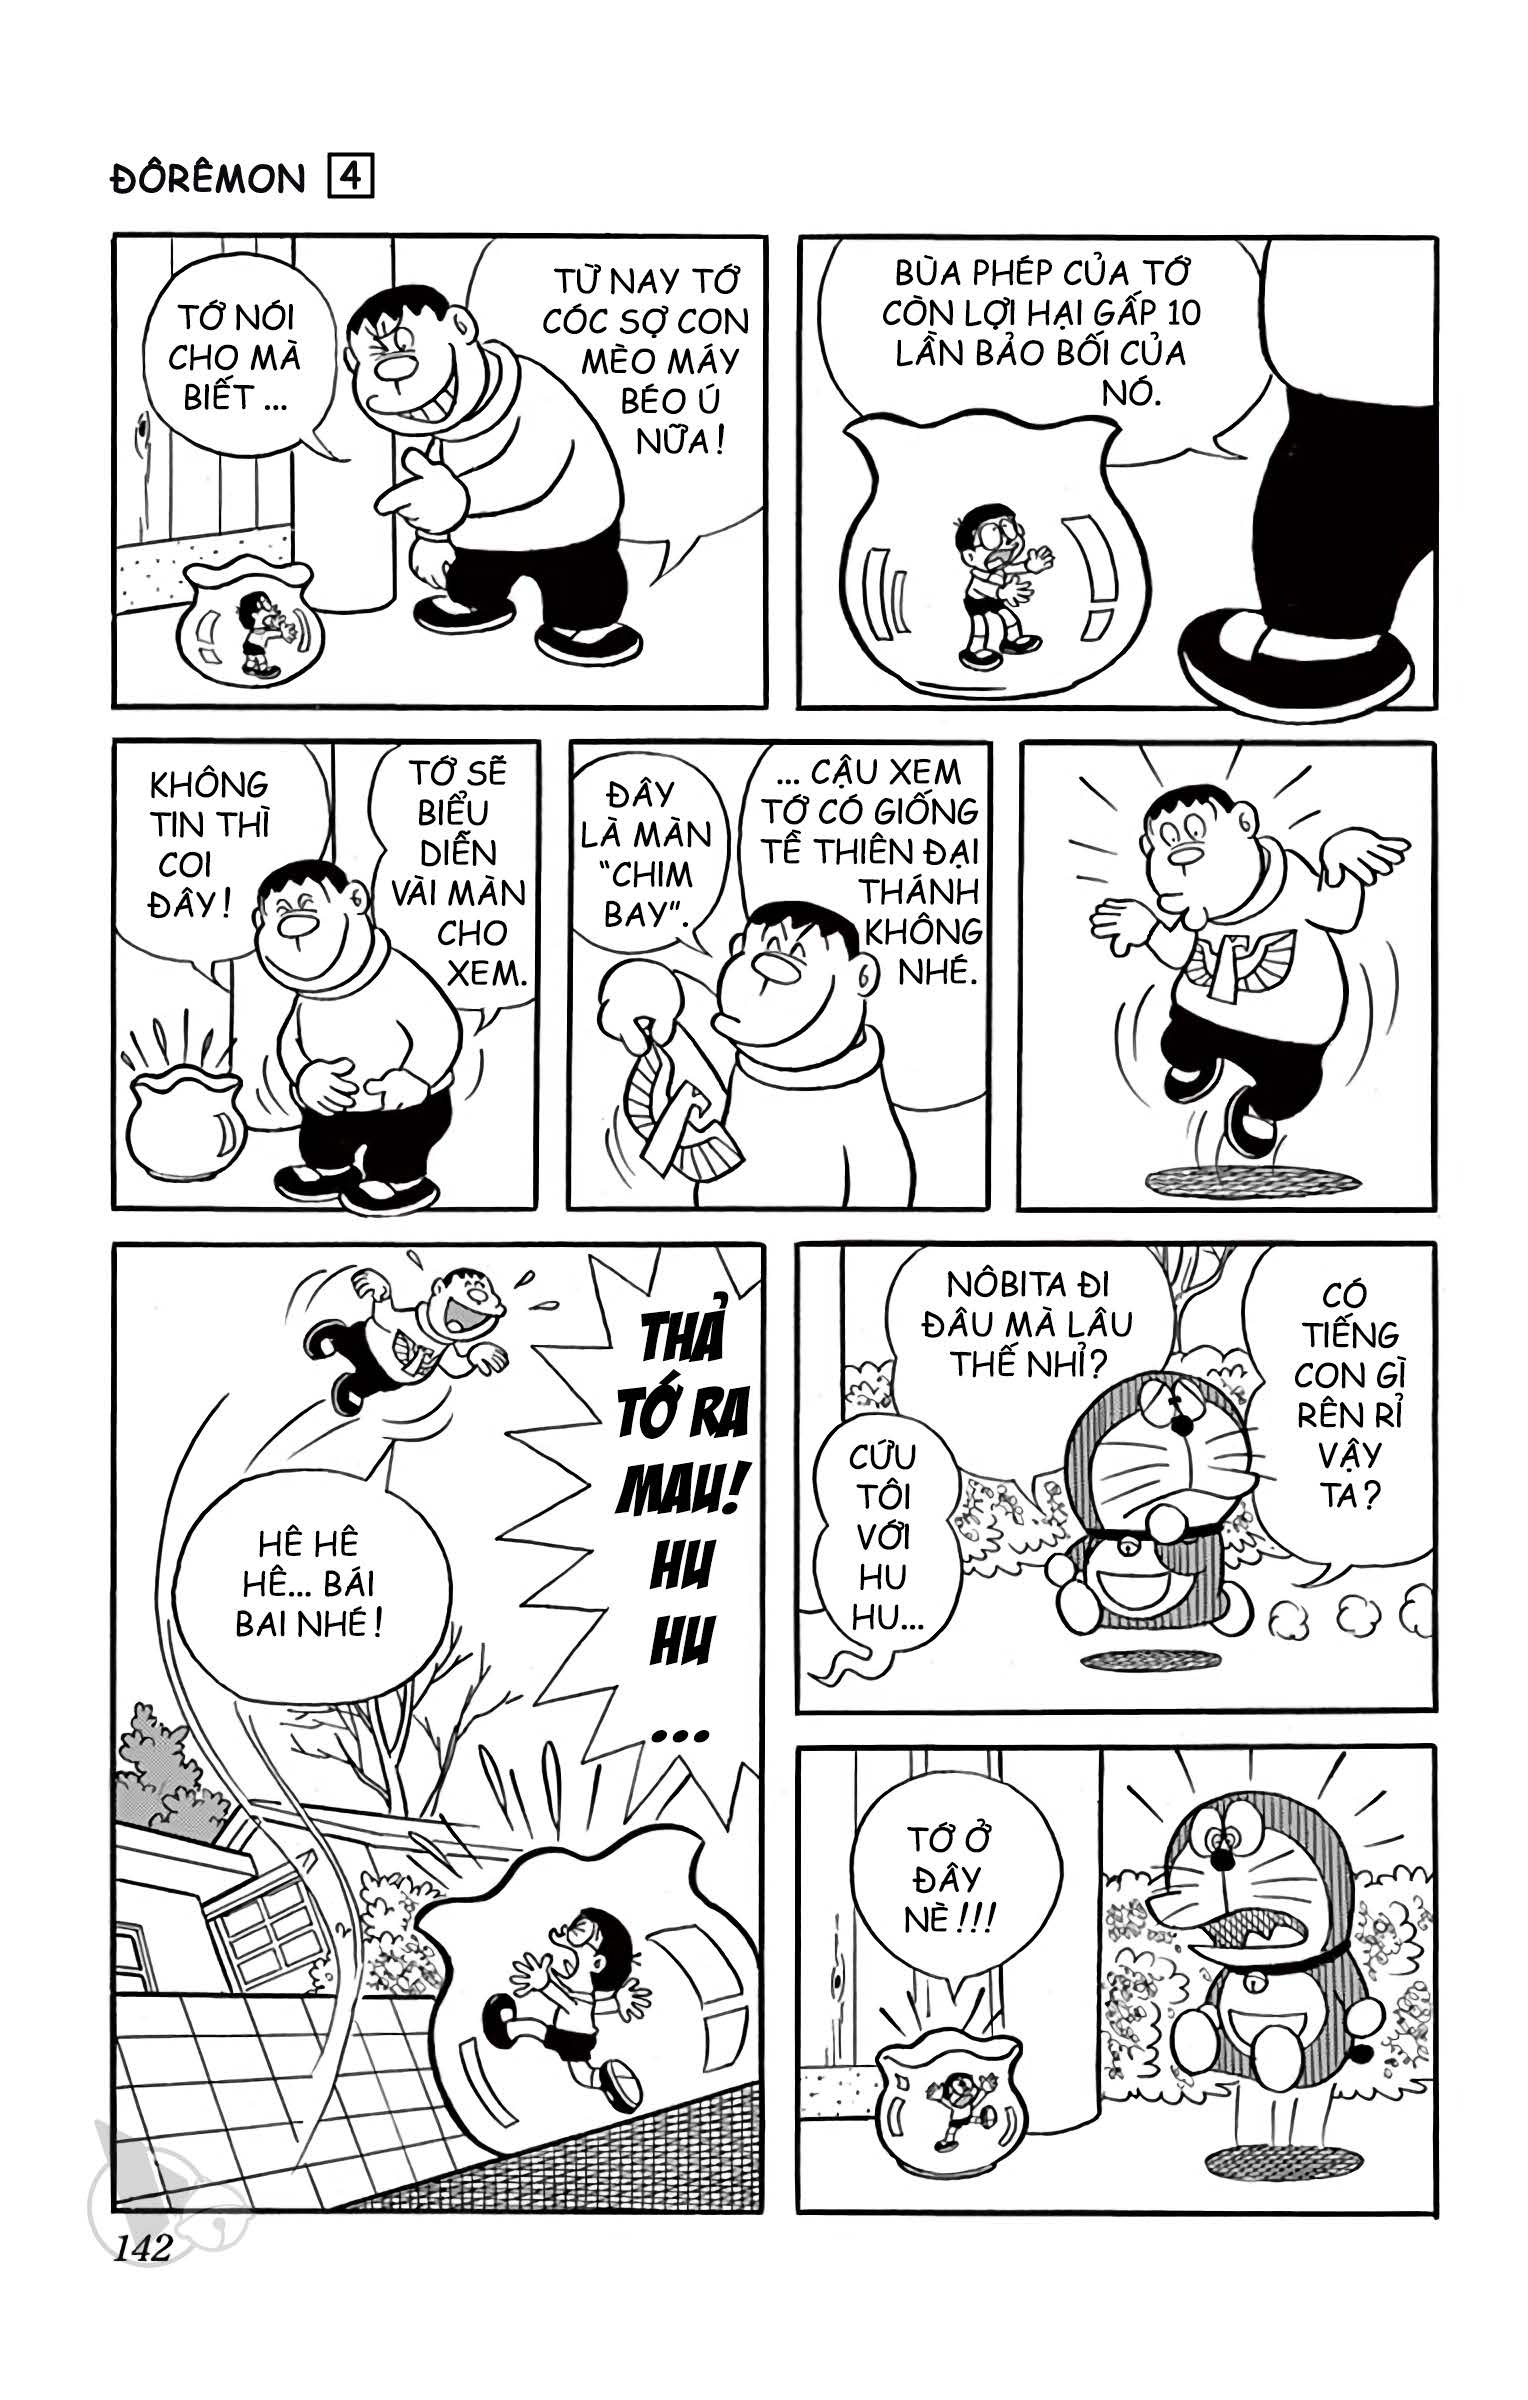 ĐÔRÊMON 4
TỚ NÓI
CHO MÀ
BIẾT ...
TỪ NAY TỚ
CÓC SỢ CON
MÈO MÁY
BÉO Ú
NỮA!
BÙA PHÉP CỦA TỚ
CÒN LỢI HẠI GẤP 10
LẦN BẢO BỐI CỦA
NÓ.
KHÔNG
TIN THÌ
COI
ĐÂY!
TỚ SẼ
BIỂU
DIỄN
VÀI MÀN
CHO
XEM.
ĐÂY
LÀ MÀN
"CHIM
BAY".
... CẬU XEM
TỚ CÓ GIỐNG
TỀ THIÊN ĐẠI
THÁNH
KHÔNG
NHÉ.
THẢ
TỚ RA
MAU!
HU
HU
...
HÊ HÊ
HÊ... BÁI
BAI NHÉ!
NÔBITA ĐI
ĐÂU MÀ LÂU
THẾ NHỈ?
CÓ
TIẾNG
CON GÌ
RÊN RỈ
VẬY
TA?
CỨU
TÔI
VỚI
HU
HU...
TỚ Ở
ĐÂY
NÈ!!!
142